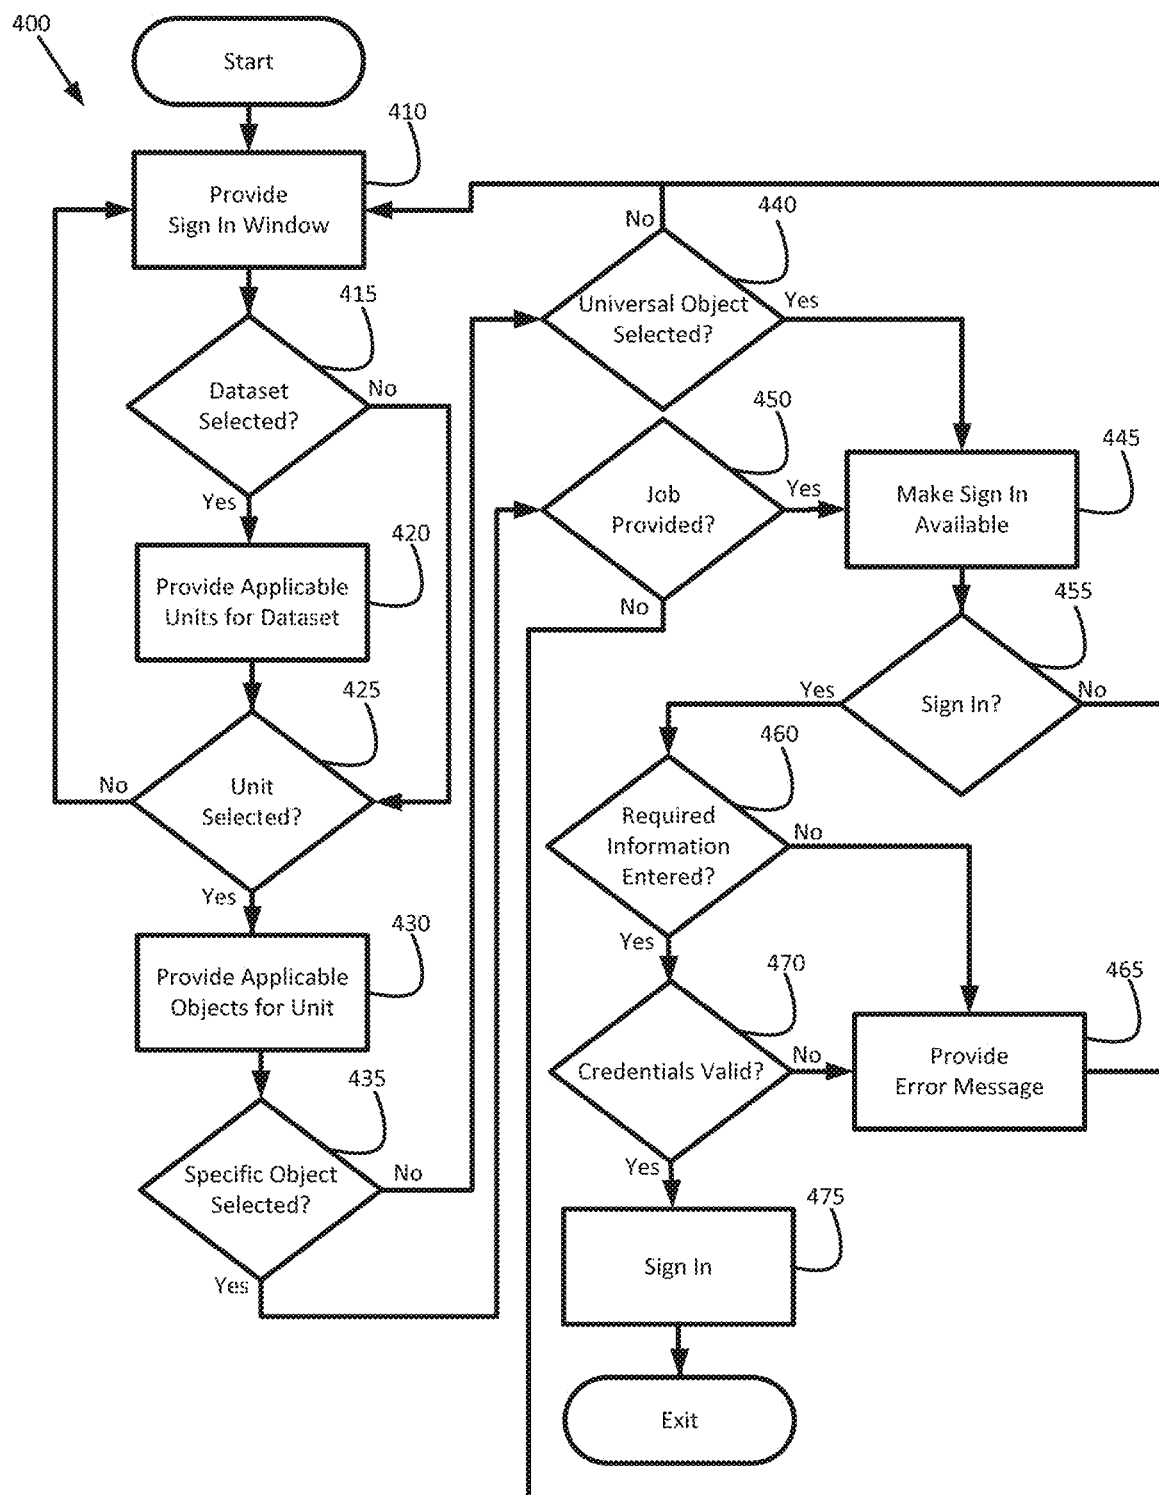 400
Start
410
Provide
Sign In Window
415
Dataset
Selected?
No
Yes
420
Provide Applicable
Units for Dataset
425
Unit
Selected?
No
Yes
430
Provide Applicable
Objects for Unit
435
Specific Object
Selected?
No
Yes
440
No
Universal Object
Selected?
Yes
450
Job
Provided?
Yes
No
445
Make Sign In
Available
455
Sign In?
Yes
No
460
Required
Information
Entered?
No
Yes
470
Credentials Valid?
No
Yes
465
Provide
Error Message
475
Sign In
Exit